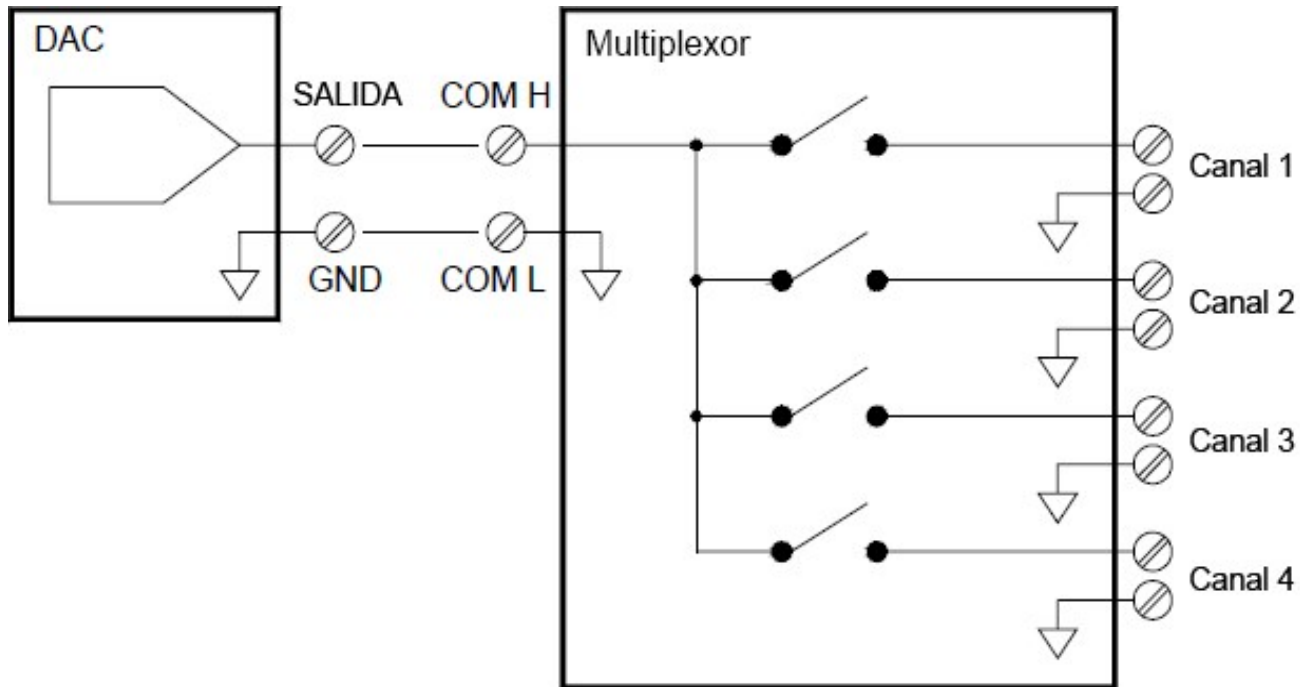 DAC
Multiplexor
SALIDA
COM H
GND
COM L
Canal 1
Canal 2
Canal 3
Canal 4